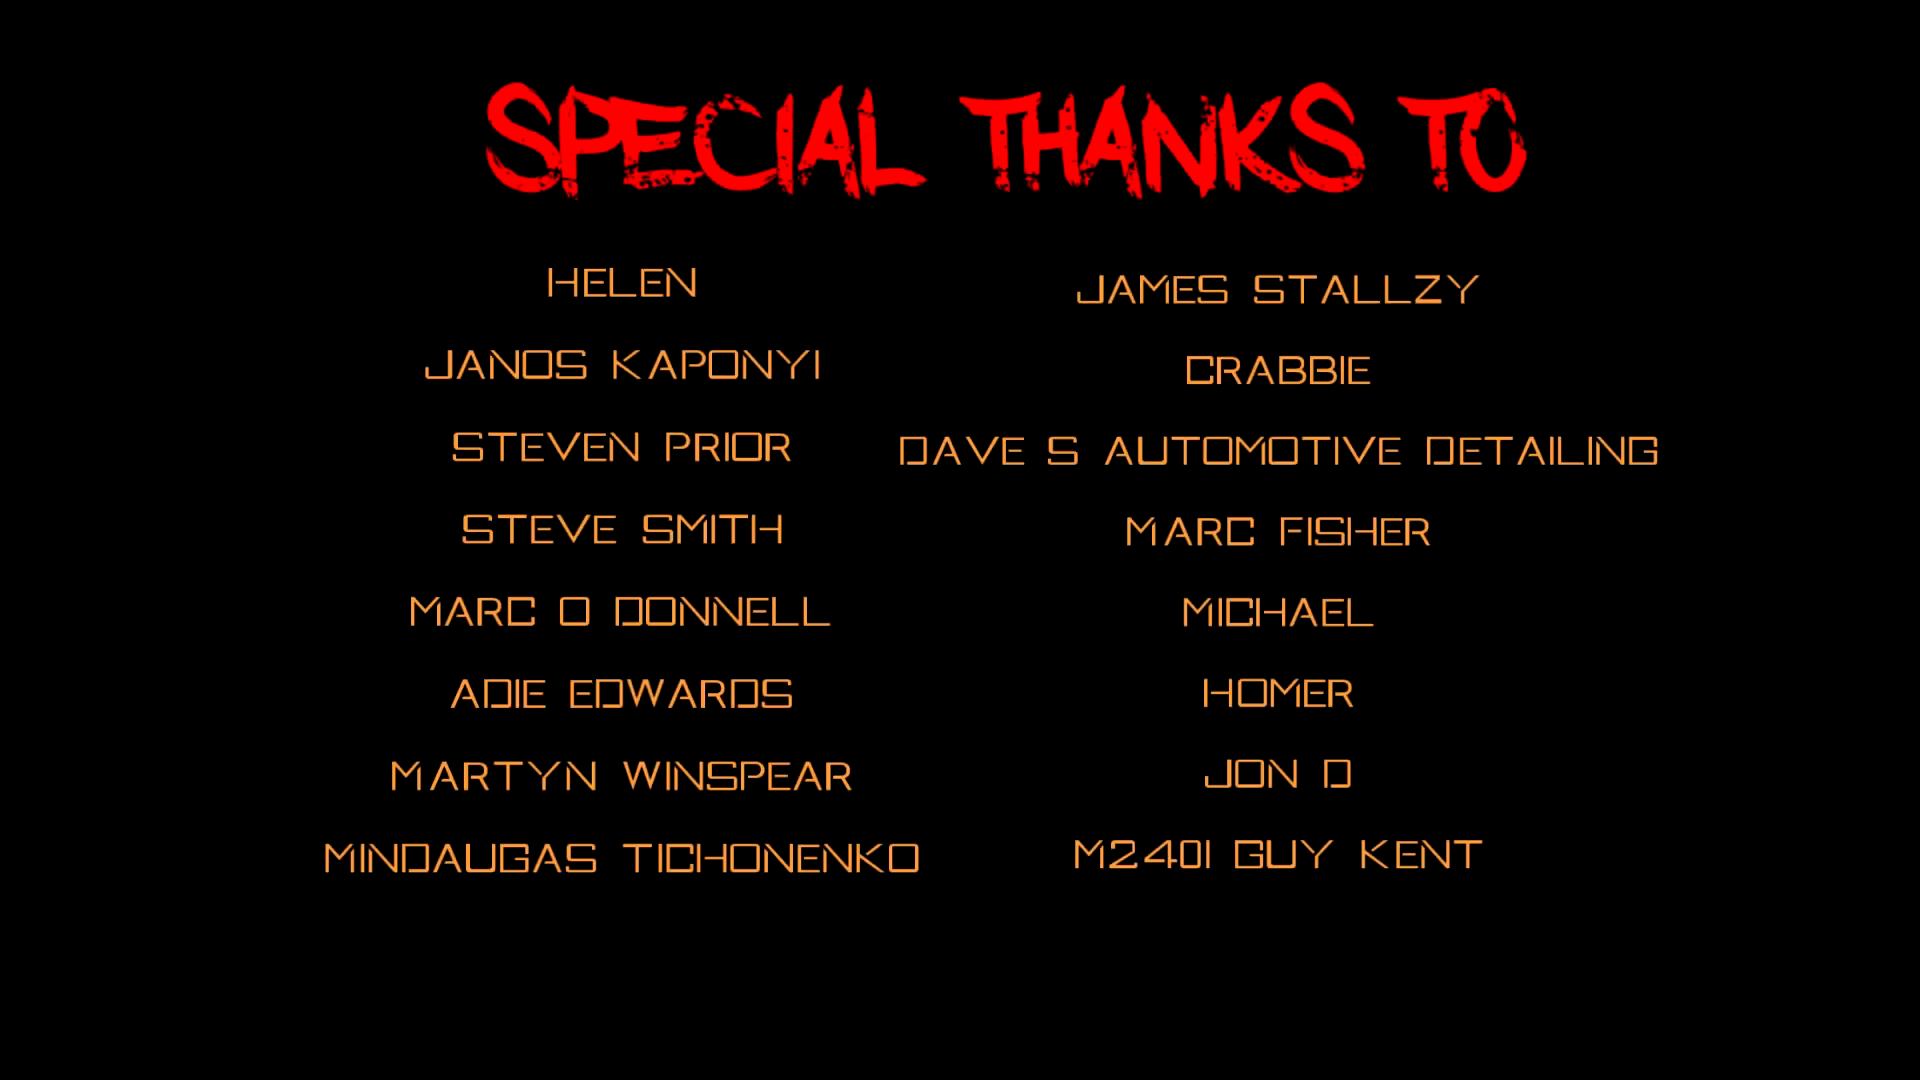 SPECIAL THANKS TO
HELEN
JANOS KAPONYI
STEVEN PRIOR
STEVE SMITH
MARC O DONNELL
ADIE EDWARDS
MARTYN WINSPEAR
MINDAUGAS TICHONENKO
JAMES STALLZY
CRABBIE
DAVE S AUTOMOTIVE DETAILING
MARC FISHER
MICHAEL
HOMER
JON D
M240I GUY KENT